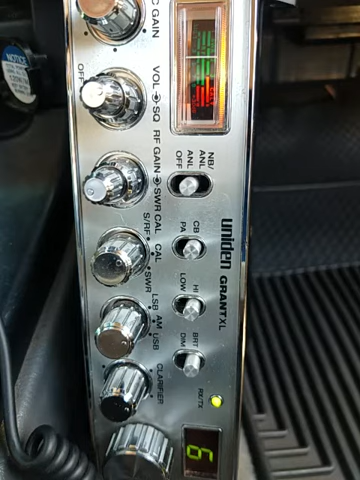 C GAIN
OFF VOL SQ
RF GAIN SWR CAL
S/RF CAL SWR
LSB AM USB
CLARIFIER
NB/
ANL
ANL
OFF
CB
PA
HI
LOW
BRT
DIM
uniden GRANT XL
RX/TX
6
NOTICE